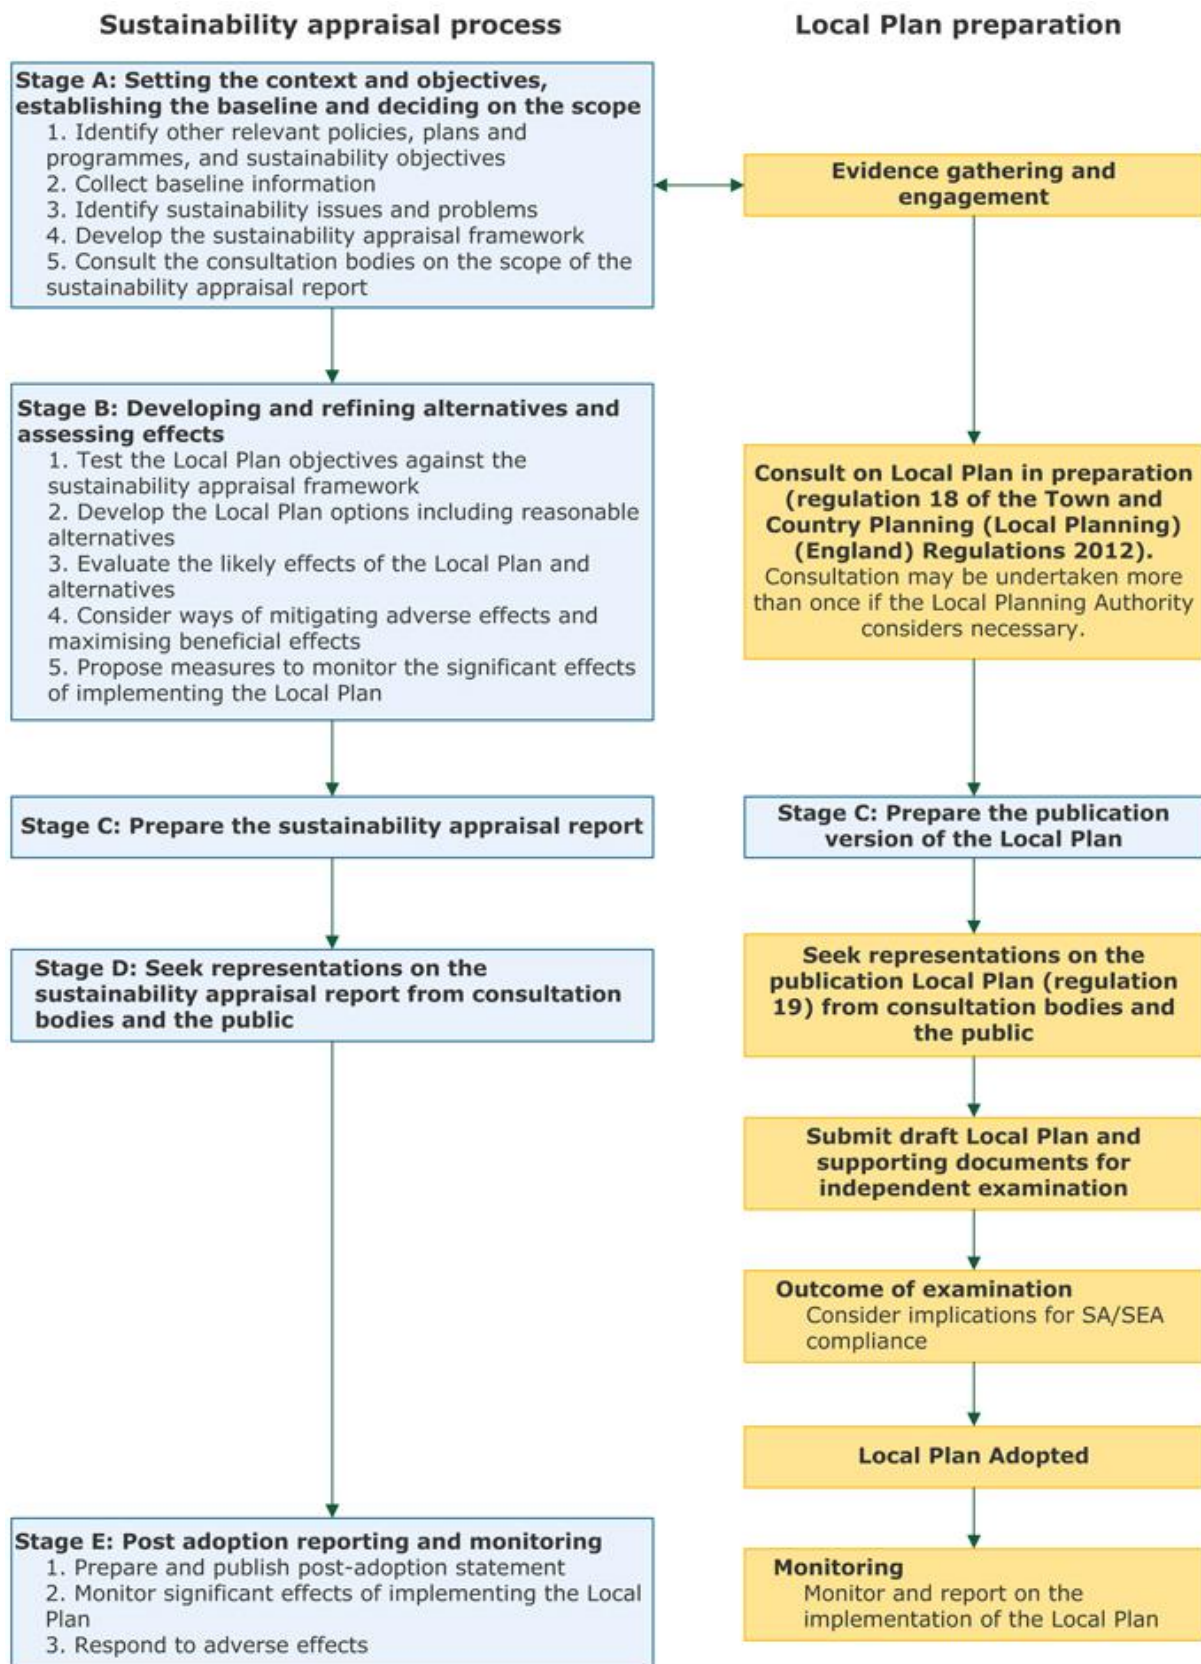 Sustainability appraisal process
Stage A: Setting the context and objectives,
establishing the baseline and deciding on the scope
1. Identify other relevant policies, plans and
programmes, and sustainability objectives
2. Collect baseline information
3. Identify sustainability issues and problems
4. Develop the sustainability appraisal framework
5. Consult the consultation bodies on the scope of the
sustainability appraisal report
Stage B: Developing and refining alternatives and
assessing effects
1. Test the Local Plan objectives against the
sustainability appraisal framework
2. Develop the Local Plan options including reasonable
alternatives
3. Evaluate the likely effects of the Local Plan and
alternatives
4. Consider ways of mitigating adverse effects and
maximising beneficial effects
5. Propose measures to monitor the significant effects
of implementing the Local Plan
Stage C: Prepare the sustainability appraisal report
Stage D: Seek representations on the
sustainability appraisal report from consultation
bodies and the public
Stage E: Post adoption reporting and monitoring
1. Prepare and publish post-adoption statement
2. Monitor significant effects of implementing the Local
Plan
3. Respond to adverse effects
Local Plan preparation
Evidence gathering and
engagement
Consult on Local Plan in preparation
(regulation 18 of the Town and
Country Planning (Local Planning)
(England) Regulations 2012).
Consultation may be undertaken more
than once if the Local Planning Authority
considers necessary.
Stage C: Prepare the publication
version of the Local Plan
Seek representations on the
publication Local Plan (regulation
19) from consultation bodies and
the public
Submit draft Local Plan and
supporting documents for
independent examination
Outcome of examination
Consider implications for SA/SEA
compliance
Local Plan Adopted
Monitoring
Monitor and report on the
implementation of the Local Plan